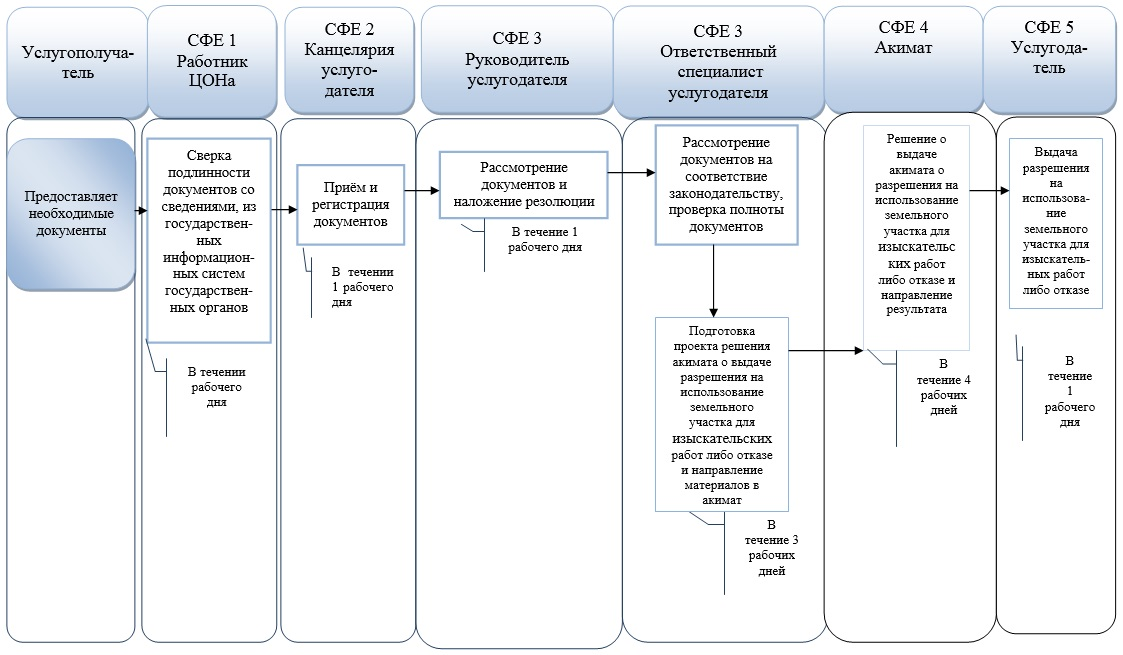 Услугополуча-
тель
СФЕ 1
Работник
ЦОНа
СФЕ 2
Канцелярия
услуго-
дателя
СФЕ 3
Руководитель
услугодателя
СФЕ 3
Ответственный
специалист
услугодателя
СФЕ 4
Акимат
СФЕ 5
Услугода-
тель
Предоставляет
необходимые
документы
Сверка
подлинности
документов со
сведениями, из
государствен-
ных
информацион-
ных систем
государствен-
ных органов
В течении
рабочего
дня
Приём и
регистрация
документов
В течении
1 рабочего
дня
Рассмотрение
документов и
наложение резолюции
В течение 1
рабочего дня
Рассмотрение
документов на
соответствие
законодательству,
проверка полноты
документов
Подготовка
проекта решения
акимата о выдаче
разрешения на
использование
земельного
участка для
изыскательских
работ либо отказе
и направление
материалов в
акимат
В
течение 3
рабочих
дней
Решение о
выдаче
акимата о
разрешения на
использование
земельного
участка для
изыскательс
ких работ
либо отказе и
направление
результата
В
течение 4
рабочих
дней
Выдача
разрешения
на
использова-
ние
земельного
участка для
изыскатель-
ных работ
либо отказе
В
течение
1
рабочего
дня